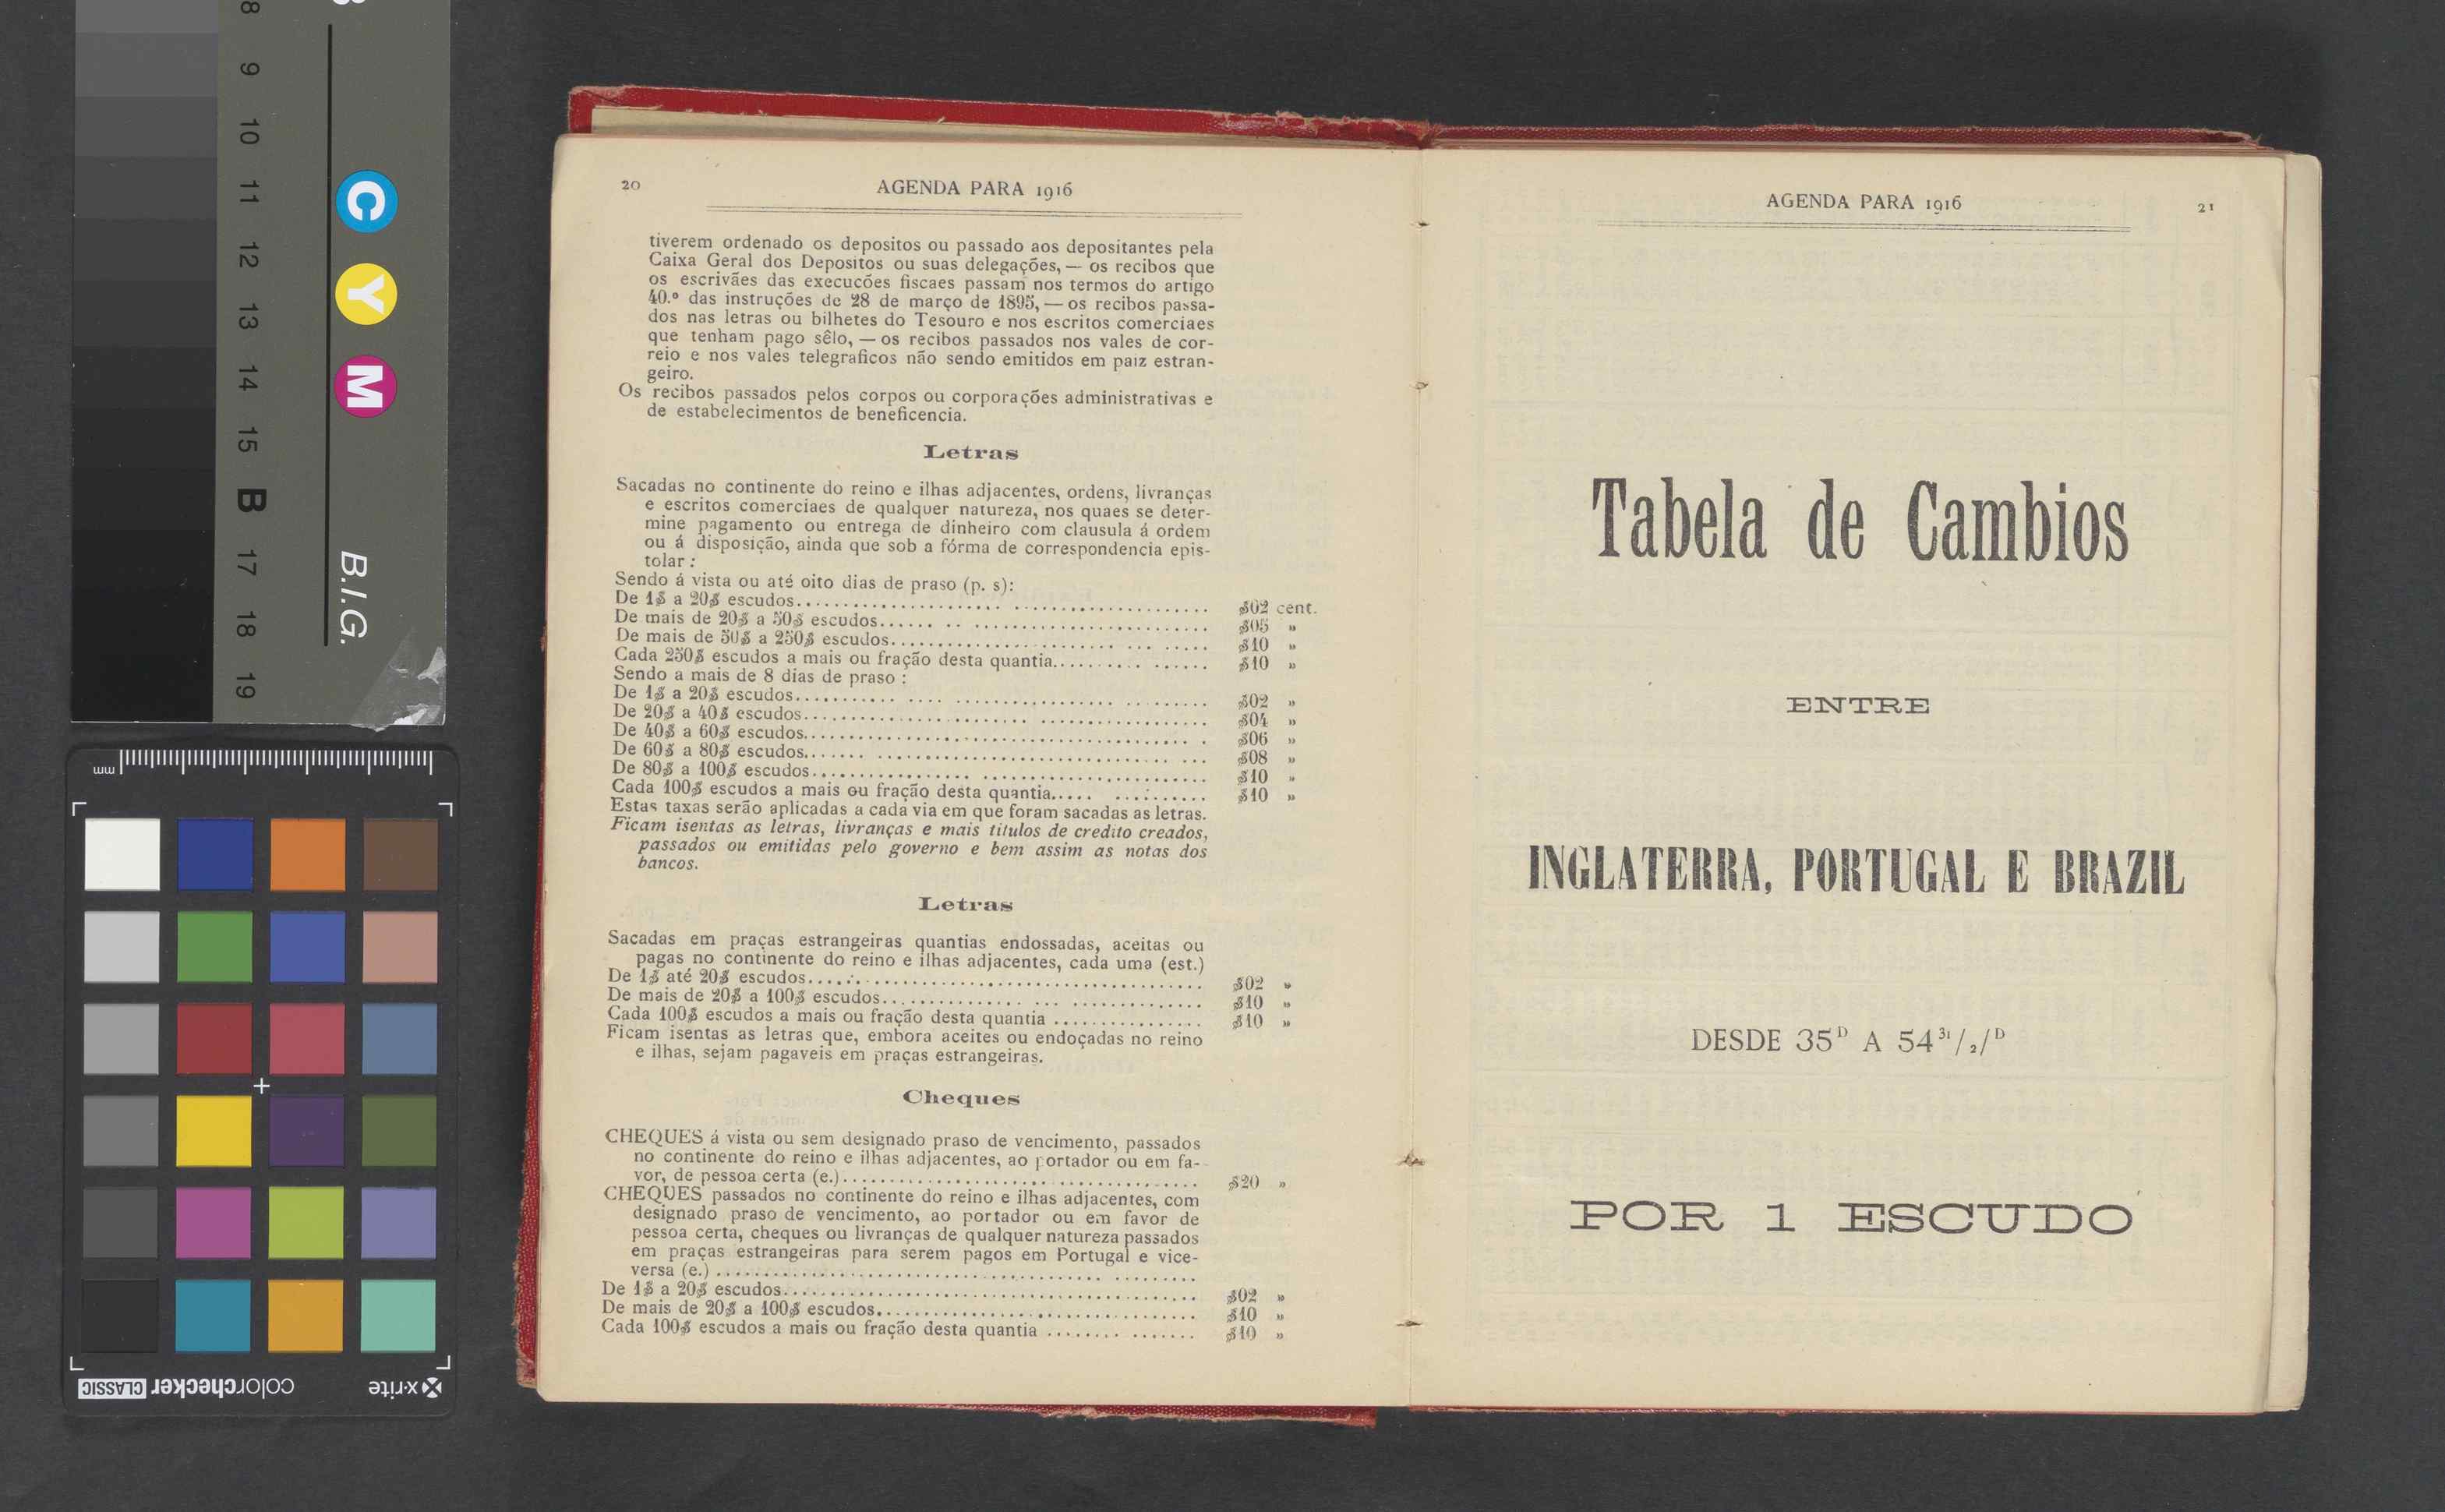 8
9
10
11
12
13
14
15
B
17
18
19
C
Y
M
B.I.G.
mm
x-rite
colorchecker CLASSIC
20
AGENDA PARA 1916
tiverem ordenado os depositos ou passado aos depositantes pela
Caixa Geral dos Depositos ou suas delegações, — os recibos que
os escrivães das execucões fiscaes passam nos termos do artigo
40.º das instruções de 28 de março de 1895, — os recibos passa-
dos nas letras ou bilhetes do Tesouro e nos escritos comerciaes
que tenham pago sêlo, — os recibos passados nos vales de cor-
reio e nos vales telegraficos não sendo emitidos em paiz estran-
geiro.
Os recibos passados pelos corpos ou corporações administrativas e
de estabelecimentos de beneficencia.
Letras
Sacadas no continente do reino e ilhas adjacentes, ordens, livranças
e escritos comerciaes de qualquer natureza, nos quaes se deter-
mine pagamento ou entrega de dinheiro com clausula á ordem
ou á disposição, ainda que sob a fórma de correspondencia epis-
tolar :
Sendo á vista ou até oito dias de praso (p. s):
De 1$ a 20$ escudos........................................ $02 cent.
De mais de 20$ a 50$ escudos........................................ $05 »
De mais de 50$ a 250$ escudos........................................ $10 »
Cada 250$ escudos a mais ou fração desta quantia................ $10 »
Sendo a mais de 8 dias de praso :
De 1$ a 20$ escudos........................................ $02 »
De 20$ a 40$ escudos........................................ $04 »
De 40$ a 60$ escudos........................................ $06 »
De 60$ a 80$ escudos........................................ $08 »
De 80$ a 100$ escudos........................................ $10 »
Cada 100$ escudos a mais ou fração desta quantia................ $10 »
Estas taxas serão aplicadas a cada via em que foram sacadas as letras.
Ficam isentas as letras, livranças e mais titulos de credito creados,
passados ou emitidas pelo governo e bem assim as notas dos
bancos.
Letras
Sacadas em praças estrangeiras quantias endossadas, aceitas ou
pagas no continente do reino e ilhas adjacentes, cada uma (est.)
De 1$ até 20$ escudos........................................ $02 »
De mais de 20$ a 100$ escudos........................................ $10 »
Cada 100$ escudos a mais ou fração desta quantia ................ $10 »
Ficam isentas as letras que, embora aceites ou endoçadas no reino
e ilhas, sejam pagaveis em praças estrangeiras.
Cheques
CHEQUES á vista ou sem designado praso de vencimento, passados
no continente do reino e ilhas adjacentes, ao portador ou em fa-
vor, de pessoa certa (e.)........................................ $20 »
CHEQUES passados no continente do reino e ilhas adjacentes, com
designado praso de vencimento, ao portador ou em favor de
pessoa certa, cheques ou livranças de qualquer natureza passados
em praças estrangeiras para serem pagos em Portugal e vice-
versa (e.) ........................................
De 1$ a 20$ escudos........................................ $02 »
De mais de 20$ a 100$ escudos........................................ $10 »
Cada 100$ escudos a mais ou fração desta quantia ................ $10 »
AGENDA PARA 1916
21
Tabela de Cambios
ENTRE
INGLATERRA, PORTUGAL E BRAZIL
DESDE 35ᴰ A 54³¹/₂/ᴰ
POR 1 ESCUDO